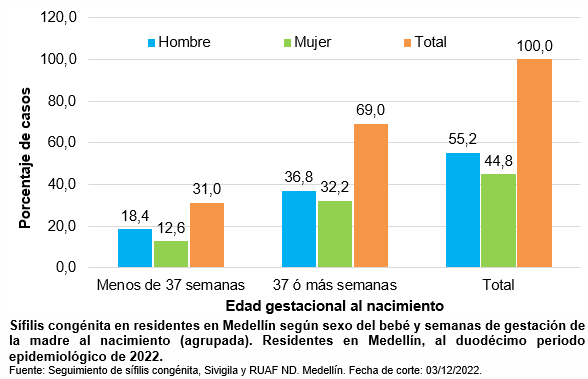 120,0
Hombre Mujer Total
100,0
100,0
80,0
69,0
60,0
55,2
44,8
40,0
36,8
32,2
31,0
20,0
18,4
12,6
0,0
Porcentaje de casos
Menos de 37 semanas 37 ó más semanas Total
Edad gestacional al nacimiento
Sífilis congénita en residentes en Medellín según sexo del bebé y semanas de gestación de
la madre al nacimiento (agrupada). Residentes en Medellín, al duodécimo periodo
epidemiológico de 2022.
Fuente: Seguimiento de sífilis congénita, Sivigila y RUAF ND. Medellín. Fecha de corte: 03/12/2022.